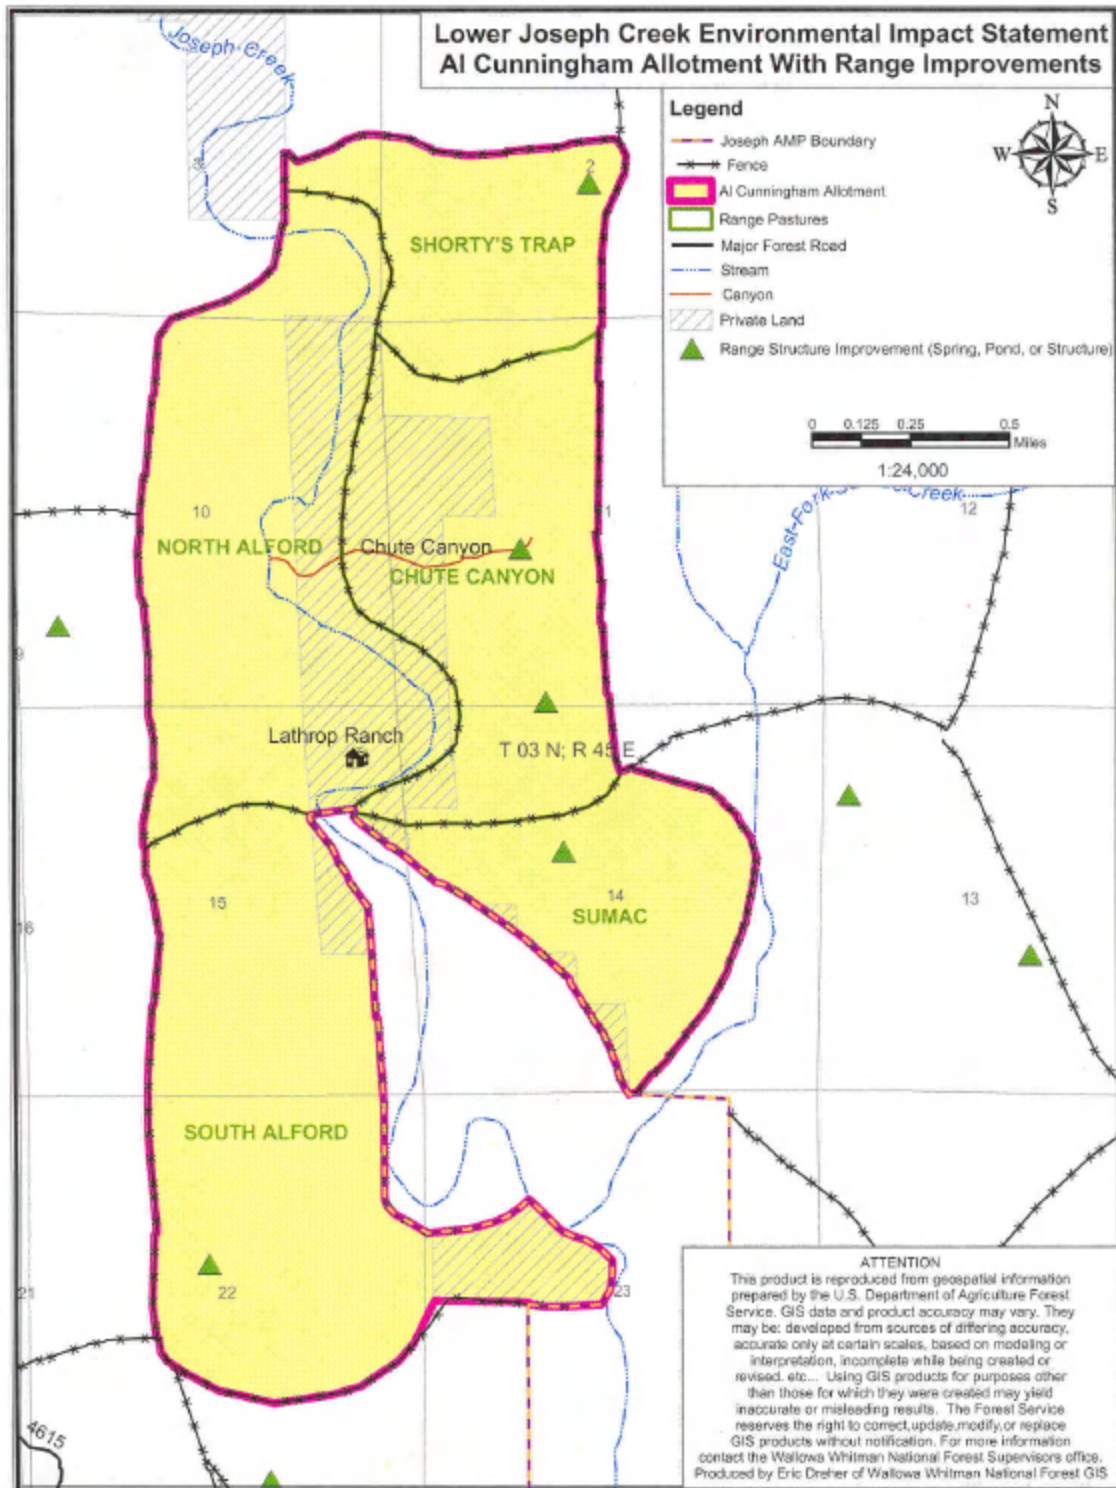 Lower Joseph Creek Environmental Impact Statement
Al Cunningham Allotment With Range Improvements
Legend
Joseph AMP Boundary
Fence
Al Cunningham Allotment
Range Pastures
Major Forest Road
Stream
Canyon
Private Land
Range Structure Improvement (Spring, Pond, or Structure)
N
W
E
S
0 0.125 0.25 0.5
Miles
1:24,000
Joseph Creek
2
SHORTY'S TRAP
10
12
NORTH ALFORD
Chute Canyon
CHUTE CANYON
East Fork
Creek
9
Lathrop Ranch
T 03 N; R 45 E
15
14
13
16
SUMAC
SOUTH ALFORD
21
22
23
4615
ATTENTION
This product is reproduced from geospatial information
prepared by the U.S. Department of Agriculture Forest
Service. GIS data and product accuracy may vary. They
may be: developed from sources of differing accuracy,
accurate only at certain scales, based on modeling or
interpretation, incomplete while being created or
revised, etc... Using GIS products for purposes other
than those for which they were created may yield
inaccurate or misleading results. The Forest Service
reserves the right to correct,update,modify,or replace
GIS products without notification. For more information
contact the Wallowa Whitman National Forest Supervisors office.
Produced by Eric Dreher of Wallowa Whitman National Forest GIS